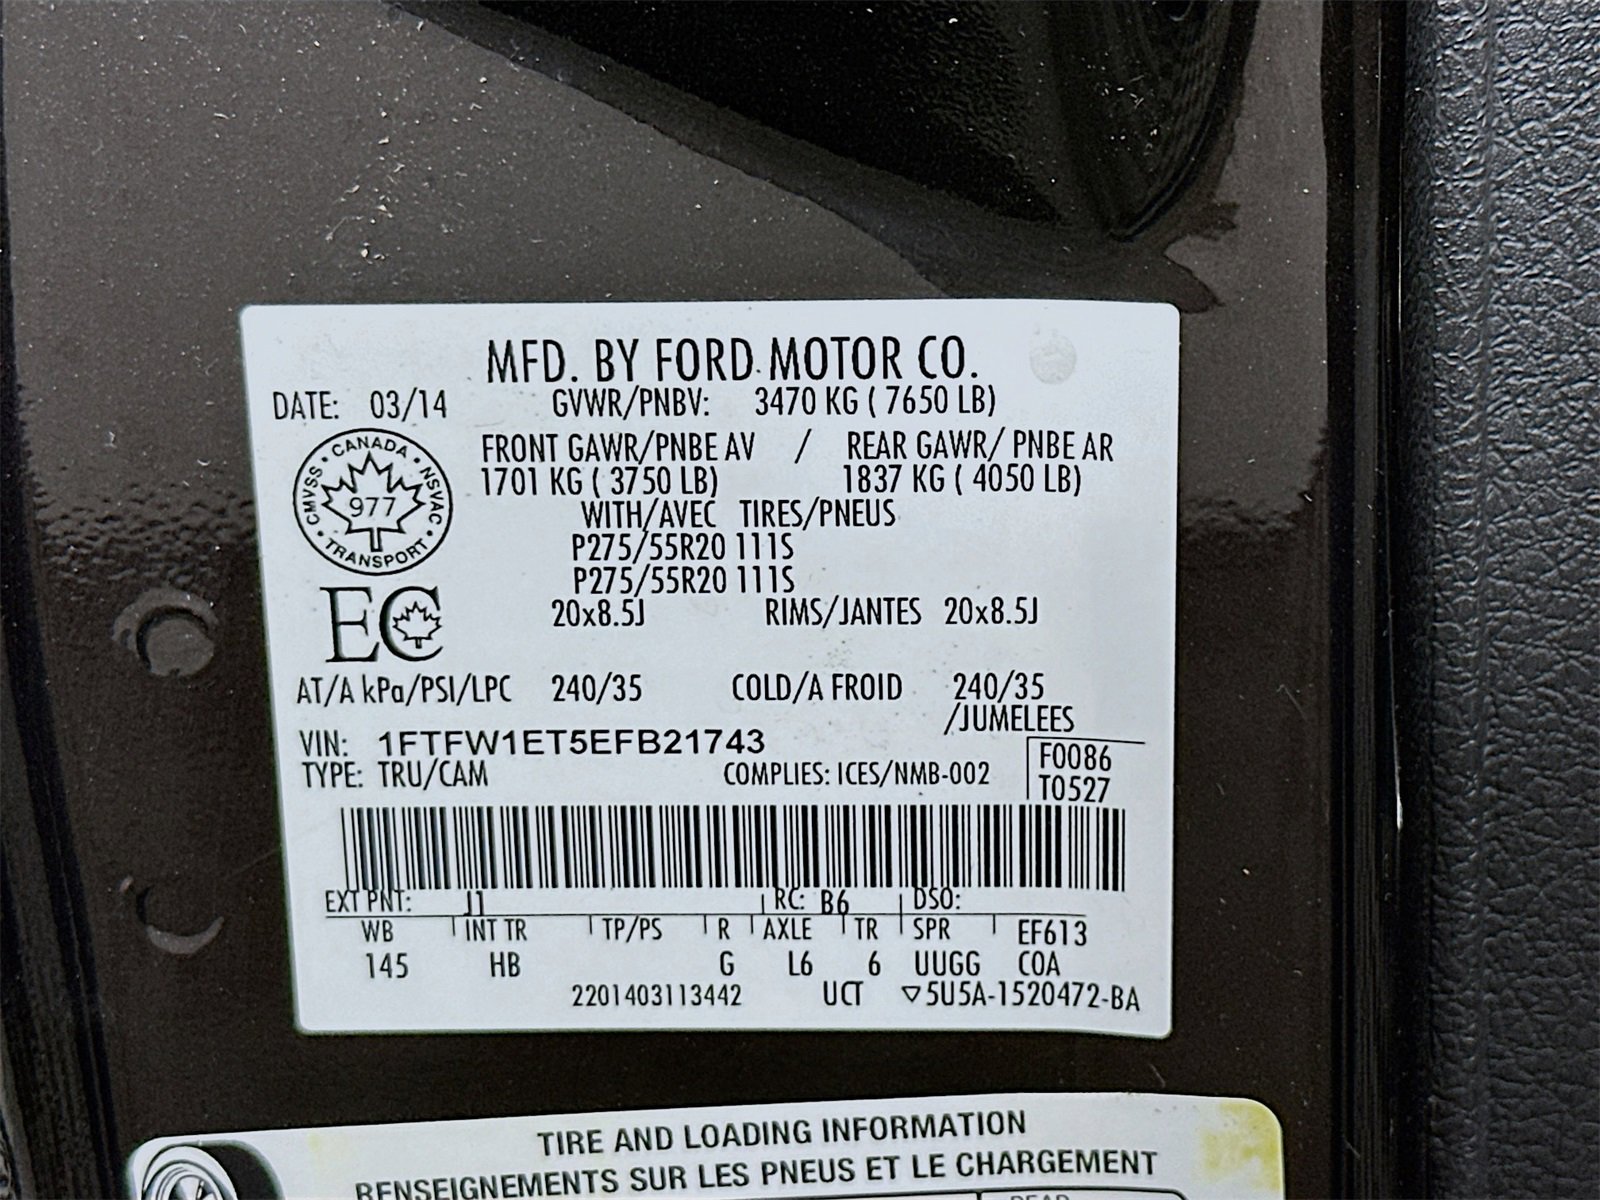 MFD. BY FORD MOTOR CO.
DATE: 03/14 GVWR/PNBV: 3470 KG ( 7650 LB)
FRONT GAWR/PNBE AV / REAR GAWR/ PNBE AR
1701 KG ( 3750 LB) 1837 KG ( 4050 LB)
WITH/AVEC TIRES/PNEUS
P275/55R20 111S
P275/55R20 111S
20x8.5J RIMS/JANTES 20x8.5J
CANADA · NSVAC · TRANSPORT · CMVSS ·
977
EC
AT/A kPa/PSI/LPC 240/35 COLD/A FROID 240/35
/JUMELEES
VIN: 1FTFW1ET5EFB21743
TYPE: TRU/CAM COMPLIES: ICES/NMB-002
F0086
T0527
EXT PNT: J1 RC: B6 DSO:
WB INT TR TP/PS R AXLE TR SPR EF613
145 HB G L6 6 UUGG COA
2201403113442 UCT ▽5U5A-1520472-BA
TIRE AND LOADING INFORMATION
RENSEIGNEMENTS SUR LES PNEUS ET LE CHARGEMENT